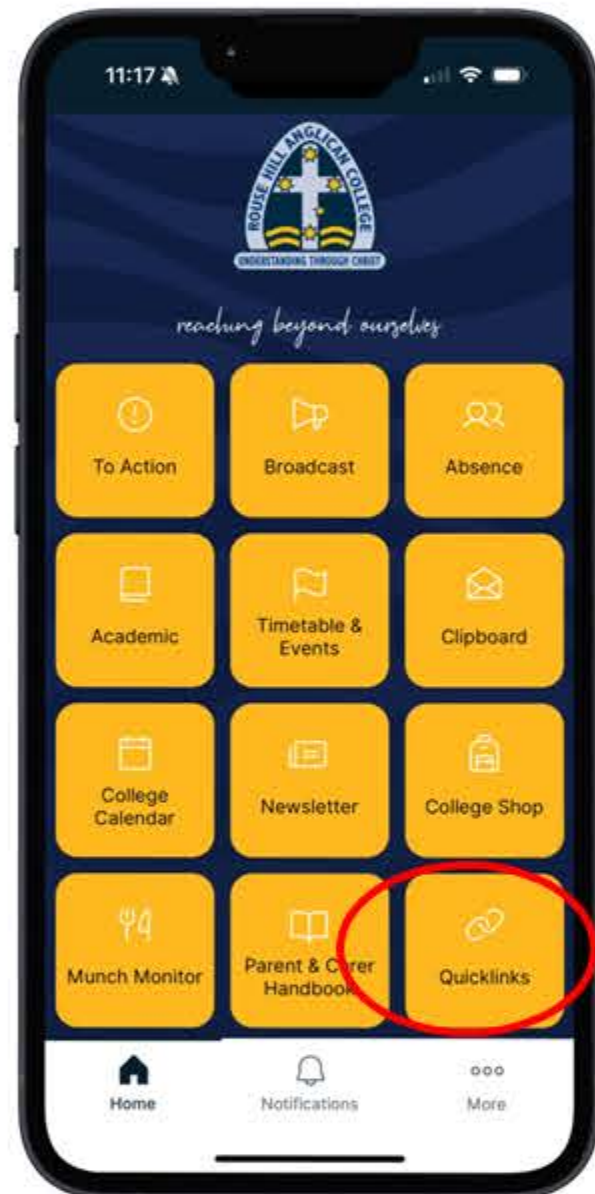 11:17
ROUSE HILL ANGLICAN COLLEGE
UNDERSTANDING THROUGH CHRIST
reaching beyond ourselves
To Action
Broadcast
Absence
Academic
Timetable &
Events
Clipboard
College
Calendar
Newsletter
College Shop
Munch Monitor
Parent & Carer
Handbook
Quicklinks
Home
Notifications
More